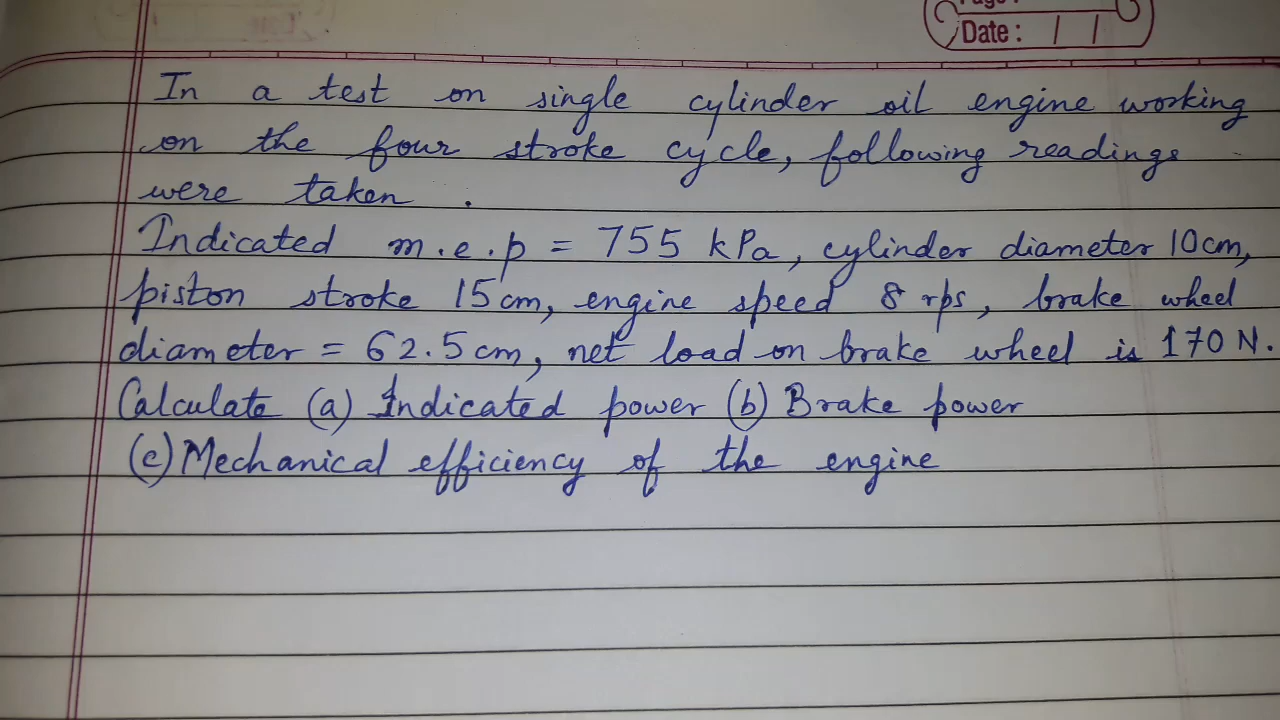 Date :
In a test on single cylinder oil engine working
on the four stroke cycle, following readings
were taken .
Indicated m.e.p = 755 kPa, cylinder diameter 10cm,
piston stroke 15cm, engine speed 8 rps, brake wheel
diameter = 62.5cm, net load on brake wheel is 170 N.
Calculate (a) Indicated power (b) Brake power
(c) Mechanical efficiency of the engine